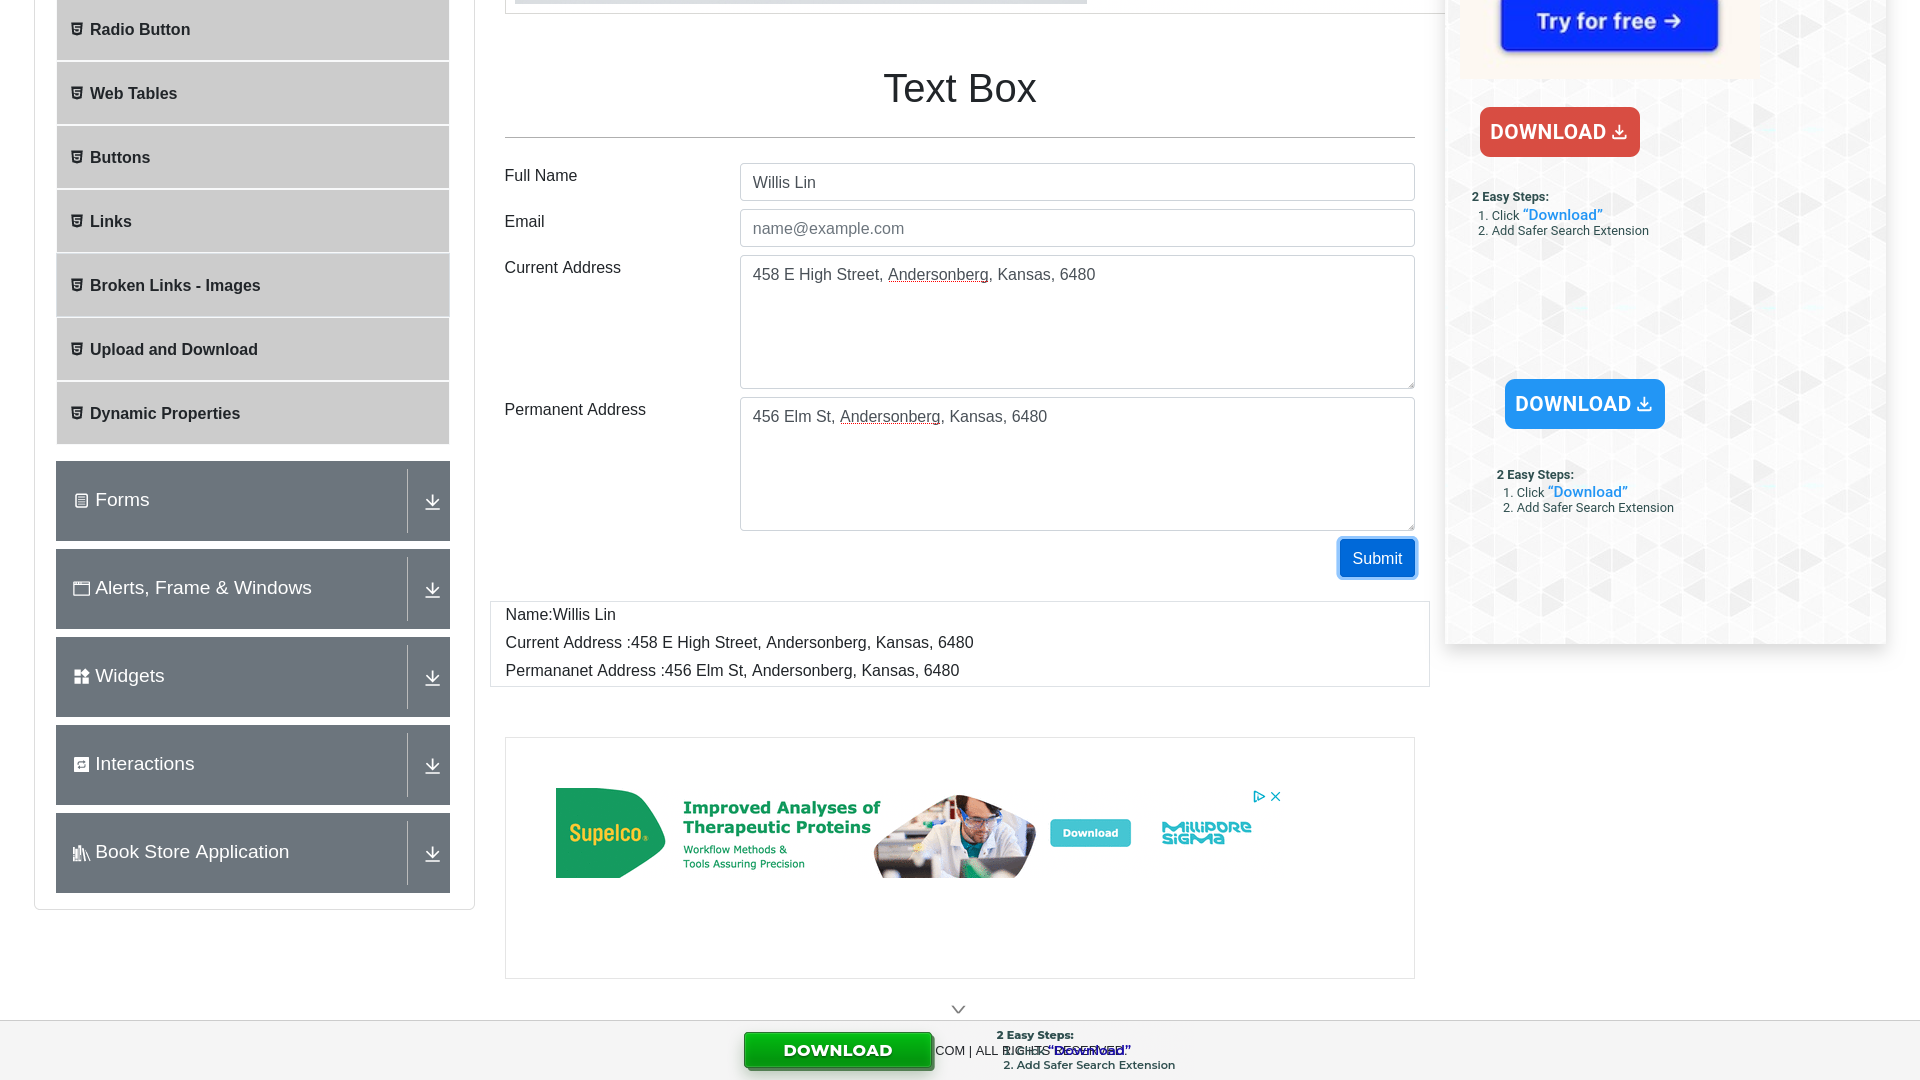 Radio Button
Web Tables
Buttons
Links
Broken Links - Images
Upload and Download
Dynamic Properties
Forms
Alerts, Frame & Windows
Widgets
Interactions
Book Store Application
Text Box
Full Name
Willis Lin
Email
name@example.com
Current Address
458 E High Street, Andersonberg, Kansas, 6480
Permanent Address
456 Elm St, Andersonberg, Kansas, 6480
Submit
Name:Willis Lin
Current Address :458 E High Street, Andersonberg, Kansas, 6480
Permananet Address :456 Elm St, Andersonberg, Kansas, 6480
Supelco®
Improved Analyses of
Therapeutic Proteins
Workflow Methods &
Tools Assuring Precision
Download
Millipore
Sigma
Try for free →
DOWNLOAD
2 Easy Steps:
1. Click “Download”
2. Add Safer Search Extension
DOWNLOAD
2 Easy Steps:
1. Click “Download”
2. Add Safer Search Extension
DOWNLOAD
2 Easy Steps:
COM | ALL RIGHTS RESERVED.
1. Click “Download”
2. Add Safer Search Extension